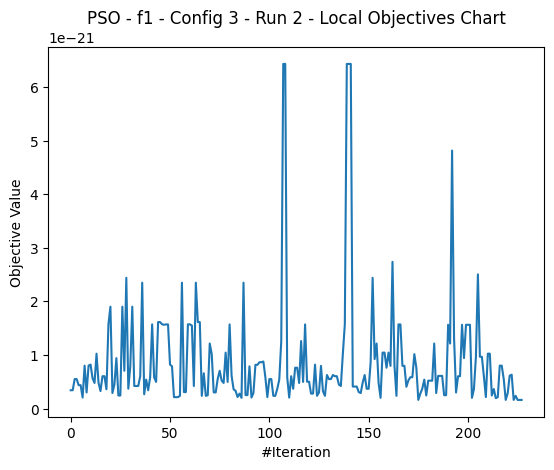 PSO - f1 - Config 3 - Run 2 - Local Objectives Chart
1e−21
6
5
4
3
2
1
0
Objective Value
0 50 100 150 200
#Iteration